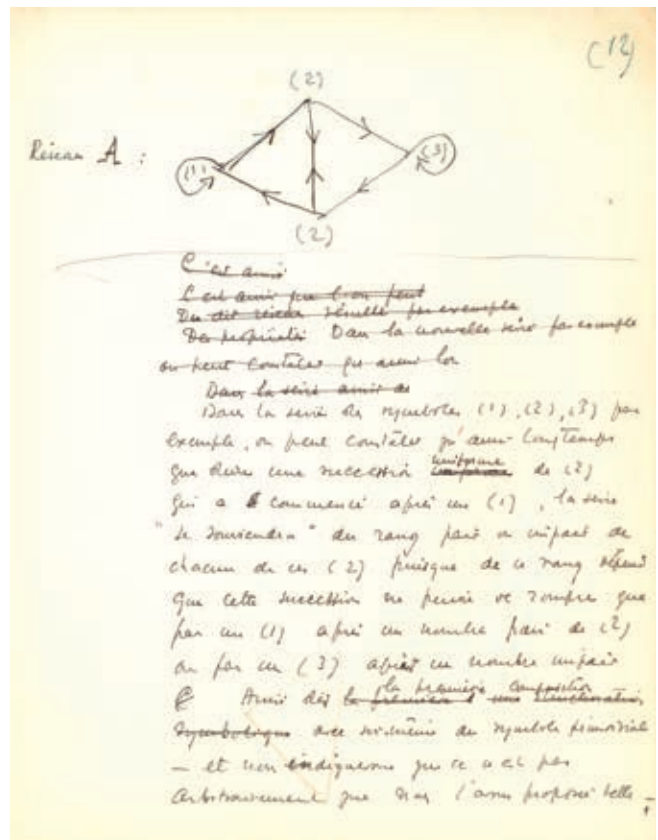 (12)
(2)
Réseau A :
(1)
(3)
(2)
C'est ainsi
C'est ainsi que l'on peut
Du dit réseau résulte par exemple
Des propriétés Dans la nouvelle série par exemple
on peut constater qu'aussi lon
Dans la série ainsi
Dans la série des symboles (1), (2), (3) par
exemple, on peut constater qu'aussi longtemps
que dure une succession uniforme de (2)
qui a commencé après un (1), la série
"se souviendra" du rang pair ou impair de
chacun de ces (2) puisque de ce rang dépend
que cette succession ne puisse se rompre que
par un (1) après un nombre pair de (2)
ou par un (3) après un nombre impair
Ainsi dès la première composition
symbolique avec soi-même du symbole primordial
— et nous indiquerons que ce n'est pas
arbitrairement que nous l'avons proposée telle —,